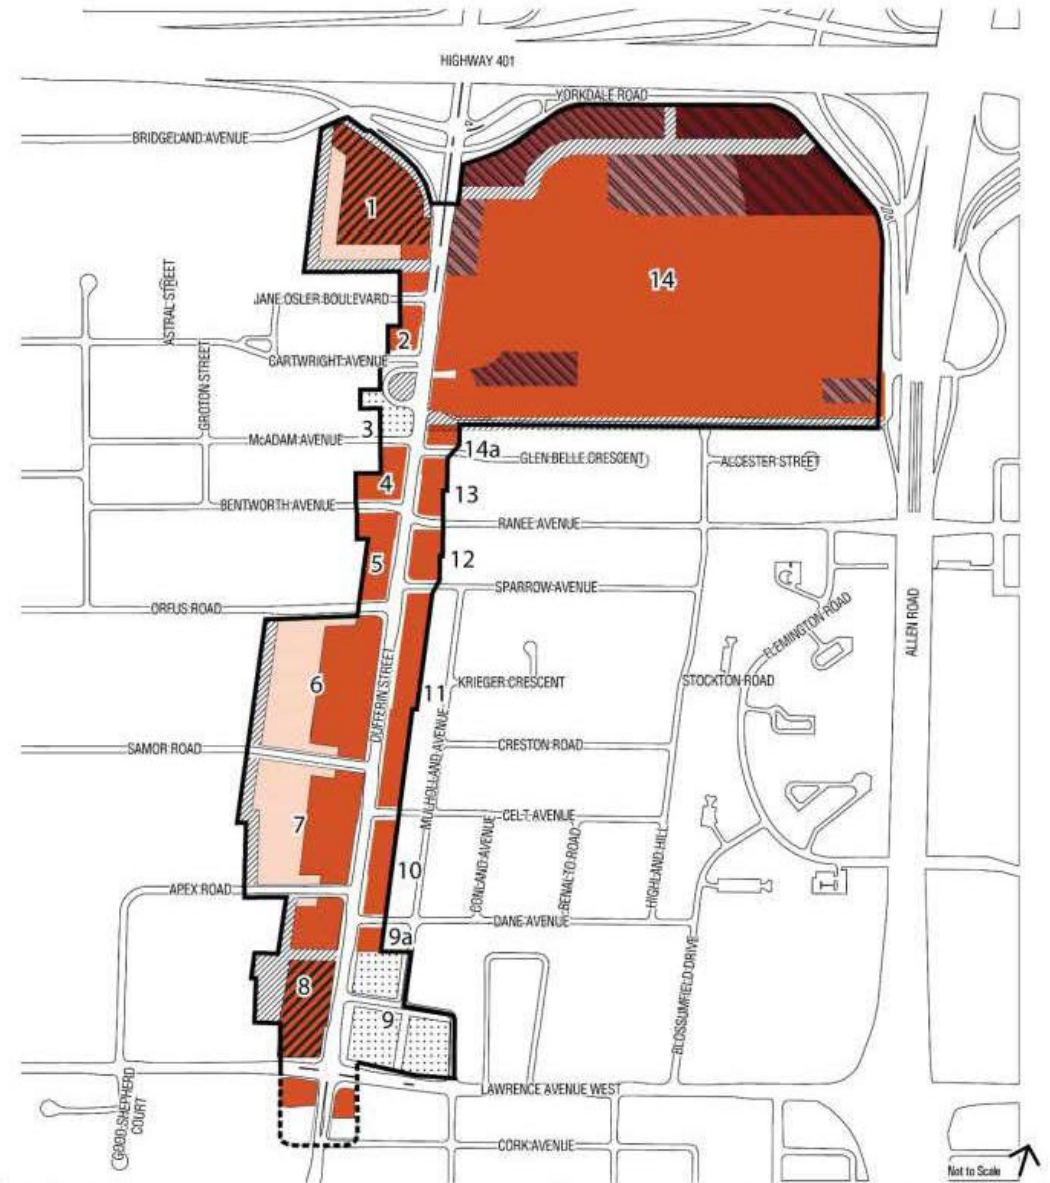 HIGHWAY 401
YORKDALE ROAD
BRIDGELAND AVENUE
1
14
ASTRAL STREET
JANE OSLER BOULEVARD
2
GROTON STREET
CARTWRIGHT AVENUE
3
McADAM AVENUE
14a
GLEN BELLE CRESCENT
ALCESTER STREET
4
13
BENTWORTH AVENUE
RANEE AVENUE
5
12
SPARROW AVENUE
ORFUS ROAD
FLEMINGTON ROAD
ALLEN ROAD
DUFFERIN STREET
6
11
KRIEGER CRESCENT
STOCKTON ROAD
SAMOR ROAD
CRESTON ROAD
MULHOLLAND AVENUE
7
CELT AVENUE
CONLAND AVENUE
BENALTO ROAD
HIGHLAND HILL
10
APEX ROAD
DANE AVENUE
9a
8
9
BLOSSUMFIELD DRIVE
LAWRENCE AVENUE WEST
GOOD SHEPHERD
COURT
CORK AVENUE
Not to Scale